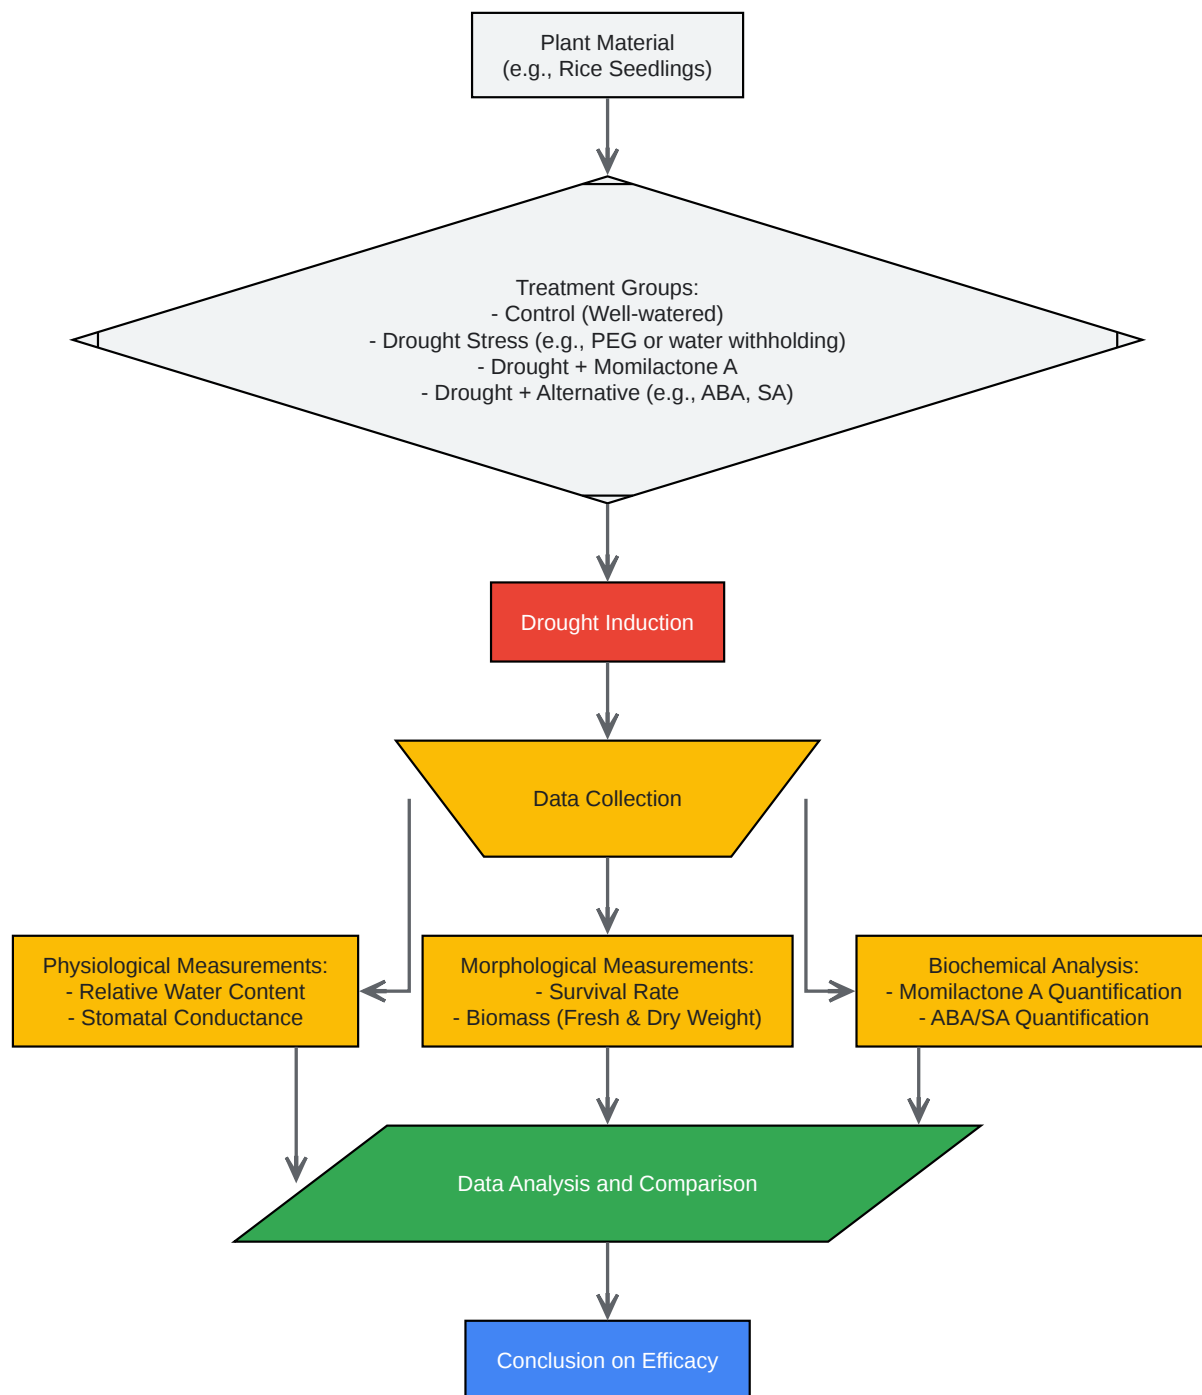 Plant Material
(e.g., Rice Seedlings)
Treatment Groups:
- Control (Well-watered)
- Drought Stress (e.g., PEG or water withholding)
- Drought + Momilactone A
- Drought + Alternative (e.g., ABA, SA)
Drought Induction
Data Collection
Physiological Measurements:
- Relative Water Content
- Stomatal Conductance
Morphological Measurements:
- Survival Rate
- Biomass (Fresh & Dry Weight)
Biochemical Analysis:
- Momilactone A Quantification
- ABA/SA Quantification
Data Analysis and Comparison
Conclusion on Efficacy